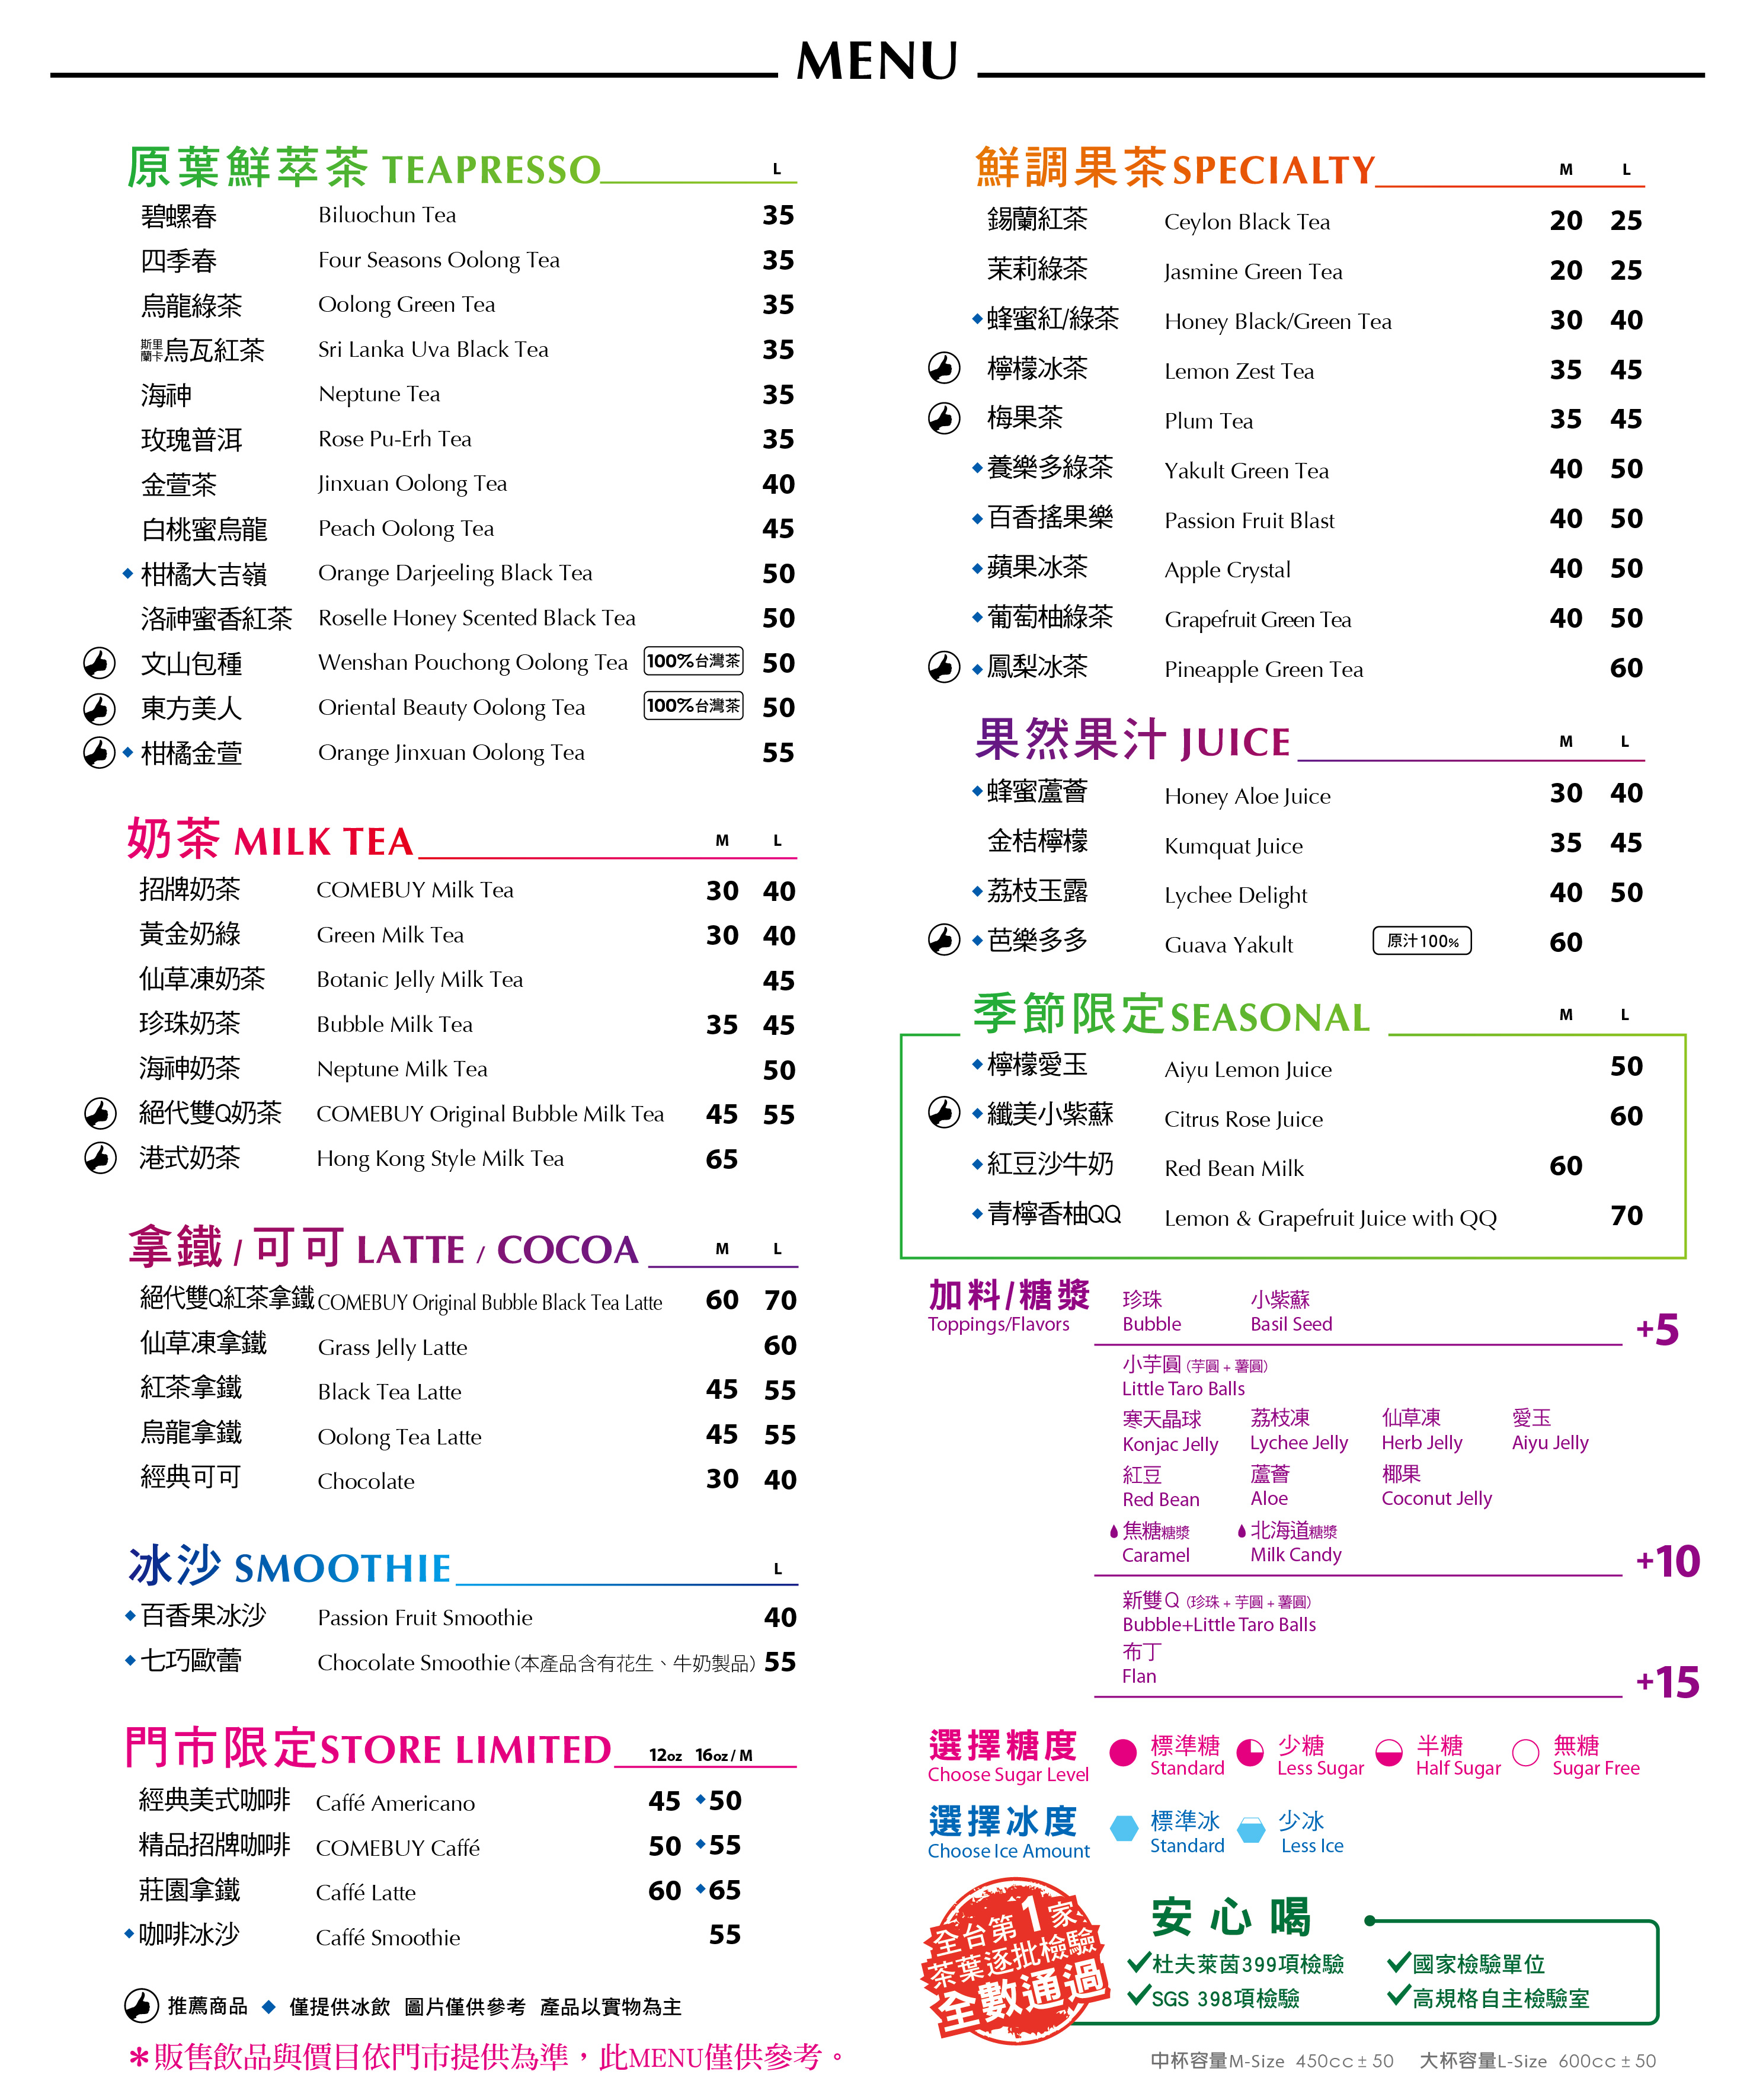 MENU
原葉鮮萃茶 TEAPRESSO L
碧螺春 Biluochun Tea 35
四季春 Four Seasons Oolong Tea 35
烏龍綠茶 Oolong Green Tea 35
斯里蘭卡烏瓦紅茶 Sri Lanka Uva Black Tea 35
海神 Neptune Tea 35
玫瑰普洱 Rose Pu-Erh Tea 35
金萱茶 Jinxuan Oolong Tea 40
白桃蜜烏龍 Peach Oolong Tea 45
◆柑橘大吉嶺 Orange Darjeeling Black Tea 50
洛神蜜香紅茶 Roselle Honey Scented Black Tea 50
文山包種 Wenshan Pouchong Oolong Tea 100%台灣茶 50
東方美人 Oriental Beauty Oolong Tea 100%台灣茶 50
◆柑橘金萱 Orange Jinxuan Oolong Tea 55
奶茶 MILK TEA M L
招牌奶茶 COMEBUY Milk Tea 30 40
黃金奶綠 Green Milk Tea 30 40
仙草凍奶茶 Botanic Jelly Milk Tea 45
珍珠奶茶 Bubble Milk Tea 35 45
海神奶茶 Neptune Milk Tea 50
絕代雙Q奶茶 COMEBUY Original Bubble Milk Tea 45 55
港式奶茶 Hong Kong Style Milk Tea 65
拿鐵 / 可可 LATTE / COCOA M L
絕代雙Q紅茶拿鐵 COMEBUY Original Bubble Black Tea Latte 60 70
仙草凍拿鐵 Grass Jelly Latte 60
紅茶拿鐵 Black Tea Latte 45 55
烏龍拿鐵 Oolong Tea Latte 45 55
經典可可 Chocolate 30 40
冰沙 SMOOTHIE L
◆百香果冰沙 Passion Fruit Smoothie 40
◆七巧歐蕾 Chocolate Smoothie (本產品含有花生、牛奶製品) 55
門市限定 STORE LIMITED 12oz 16oz / M
經典美式咖啡 Caffé Americano 45 ◆50
精品招牌咖啡 COMEBUY Caffé 50 ◆55
莊園拿鐵 Caffé Latte 60 ◆65
◆咖啡冰沙 Caffé Smoothie 55
推薦商品 ◆ 僅提供冰飲 圖片僅供參考 產品以實物為主
＊販售飲品與價目依門市提供為準，此MENU僅供參考。
鮮調果茶 SPECIALTY M L
錫蘭紅茶 Ceylon Black Tea 20 25
茉莉綠茶 Jasmine Green Tea 20 25
◆蜂蜜紅/綠茶 Honey Black/Green Tea 30 40
檸檬冰茶 Lemon Zest Tea 35 45
梅果茶 Plum Tea 35 45
◆養樂多綠茶 Yakult Green Tea 40 50
◆百香搖果樂 Passion Fruit Blast 40 50
◆蘋果冰茶 Apple Crystal 40 50
◆葡萄柚綠茶 Grapefruit Green Tea 40 50
◆鳳梨冰茶 Pineapple Green Tea 60
果然果汁 JUICE M L
◆蜂蜜蘆薈 Honey Aloe Juice 30 40
金桔檸檬 Kumquat Juice 35 45
◆荔枝玉露 Lychee Delight 40 50
◆芭樂多多 Guava Yakult 原汁100% 60
季節限定 SEASONAL M L
◆檸檬愛玉 Aiyu Lemon Juice 50
◆纖美小紫蘇 Citrus Rose Juice 60
◆紅豆沙牛奶 Red Bean Milk 60
◆青檸香柚QQ Lemon & Grapefruit Juice with QQ 70
加料/糖漿 珍珠 小紫蘇
Toppings/Flavors Bubble Basil Seed +5
小芋圓 (芋圓 + 薯圓)
Little Taro Balls
寒天晶球 荔枝凍 仙草凍 愛玉
Konjac Jelly Lychee Jelly Herb Jelly Aiyu Jelly
紅豆 蘆薈 椰果
Red Bean Aloe Coconut Jelly
焦糖糖漿 北海道糖漿
Caramel Milk Candy +10
新雙Q (珍珠 + 芋圓 + 薯圓)
Bubble+Little Taro Balls
布丁
Flan +15
選擇糖度 標準糖 少糖 半糖 無糖
Choose Sugar Level Standard Less Sugar Half Sugar Sugar Free
選擇冰度 標準冰 少冰
Choose Ice Amount Standard Less Ice
全台第1家
茶葉逐批檢驗
全數通過
安心喝
杜夫萊茵399項檢驗 國家檢驗單位
SGS 398項檢驗 高規格自主檢驗室
中杯容量M-Size 450cc±50 大杯容量L-Size 600cc±50